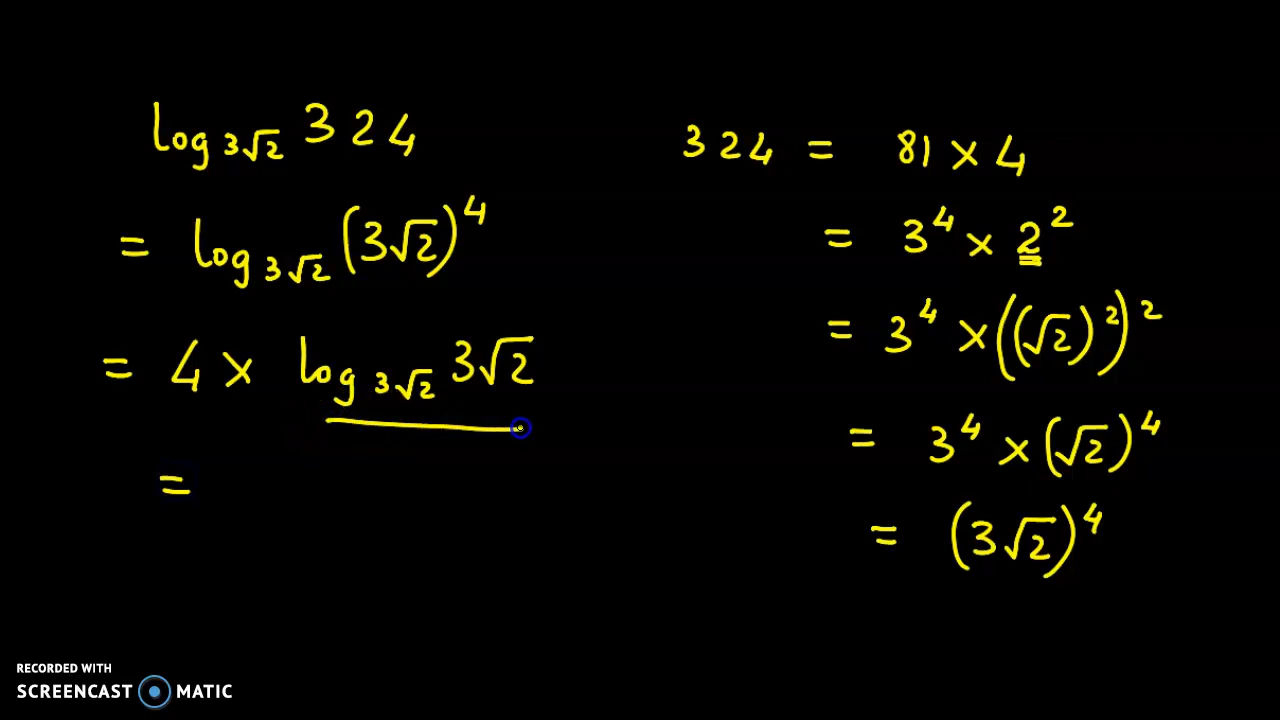 log 3√2 324
= log 3√2 (3√2)^4
= 4 × log 3√2 3√2
=
324 = 81 × 4
= 3^4 × 2^2
= 3^4 × ((√2)^2)^2
= 3^4 × (√2)^4
= (3√2)^4
RECORDED WITH
SCREENCAST MATIC